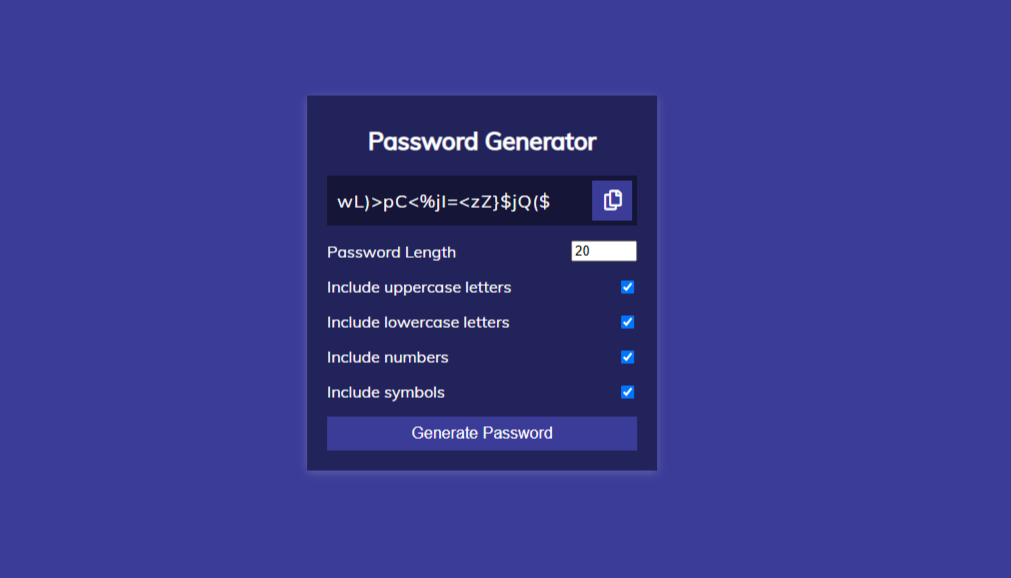 Password Generator
wL)>pC<%jI=<zZ}$jQ($
Password Length
20
Include uppercase letters
Include lowercase letters
Include numbers
Include symbols
Generate Password